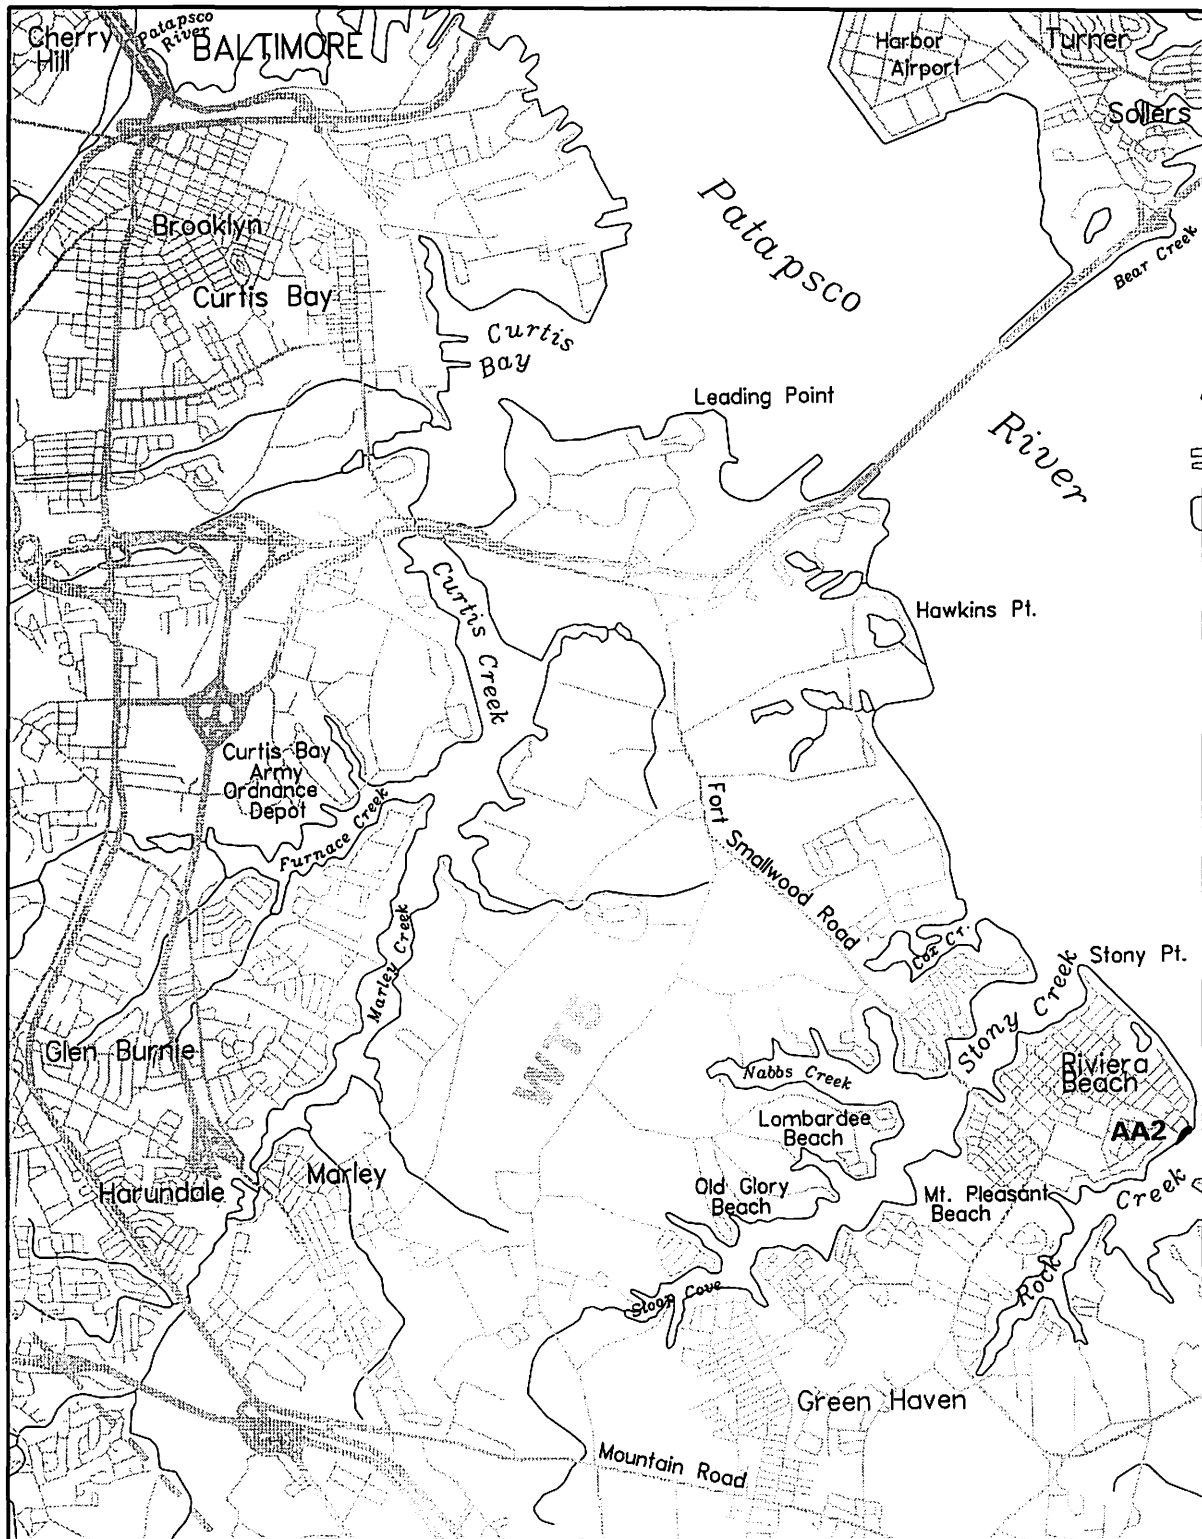 Cherry
Hill
Patapsco
River
BALTIMORE
Harbor
Airport
Turner
Sollers
Brooklyn
Curtis Bay
Patapsco
Bear Creek
Curtis
Bay
Leading Point
River
Curtis Creek
Hawkins Pt.
Curtis Bay
Army
Ordnance
Depot
Furnace Creek
Fort Smallwood Road
Marley Creek
Cox Cr.
Stony Creek
Stony Pt.
WTS
Glen Burnie
Nabbs Creek
Riviera
Beach
Lombardee
Beach
AA2
Harundale
Marley
Old Glory
Beach
Mt. Pleasant
Beach
Rock Creek
Sloop Cove
Green Haven
Mountain Road